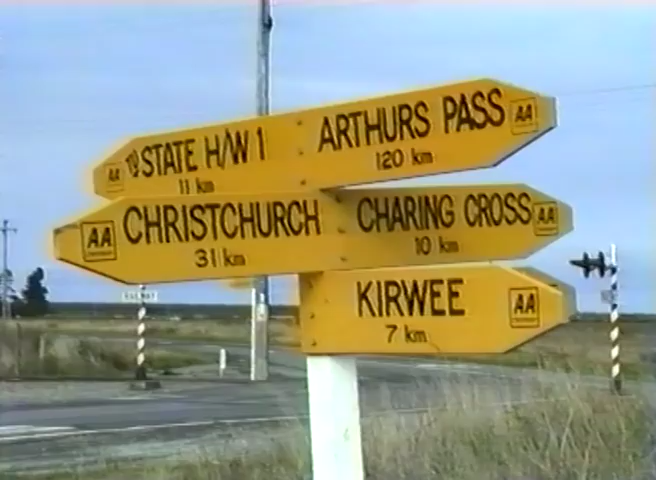 TO STATE H/W 1
11 km
ARTHURS PASS
120 km
AA
AA
CHRISTCHURCH
31 km
CHARING CROSS
10 km
AA
AA
KIRWEE
7 km
AA